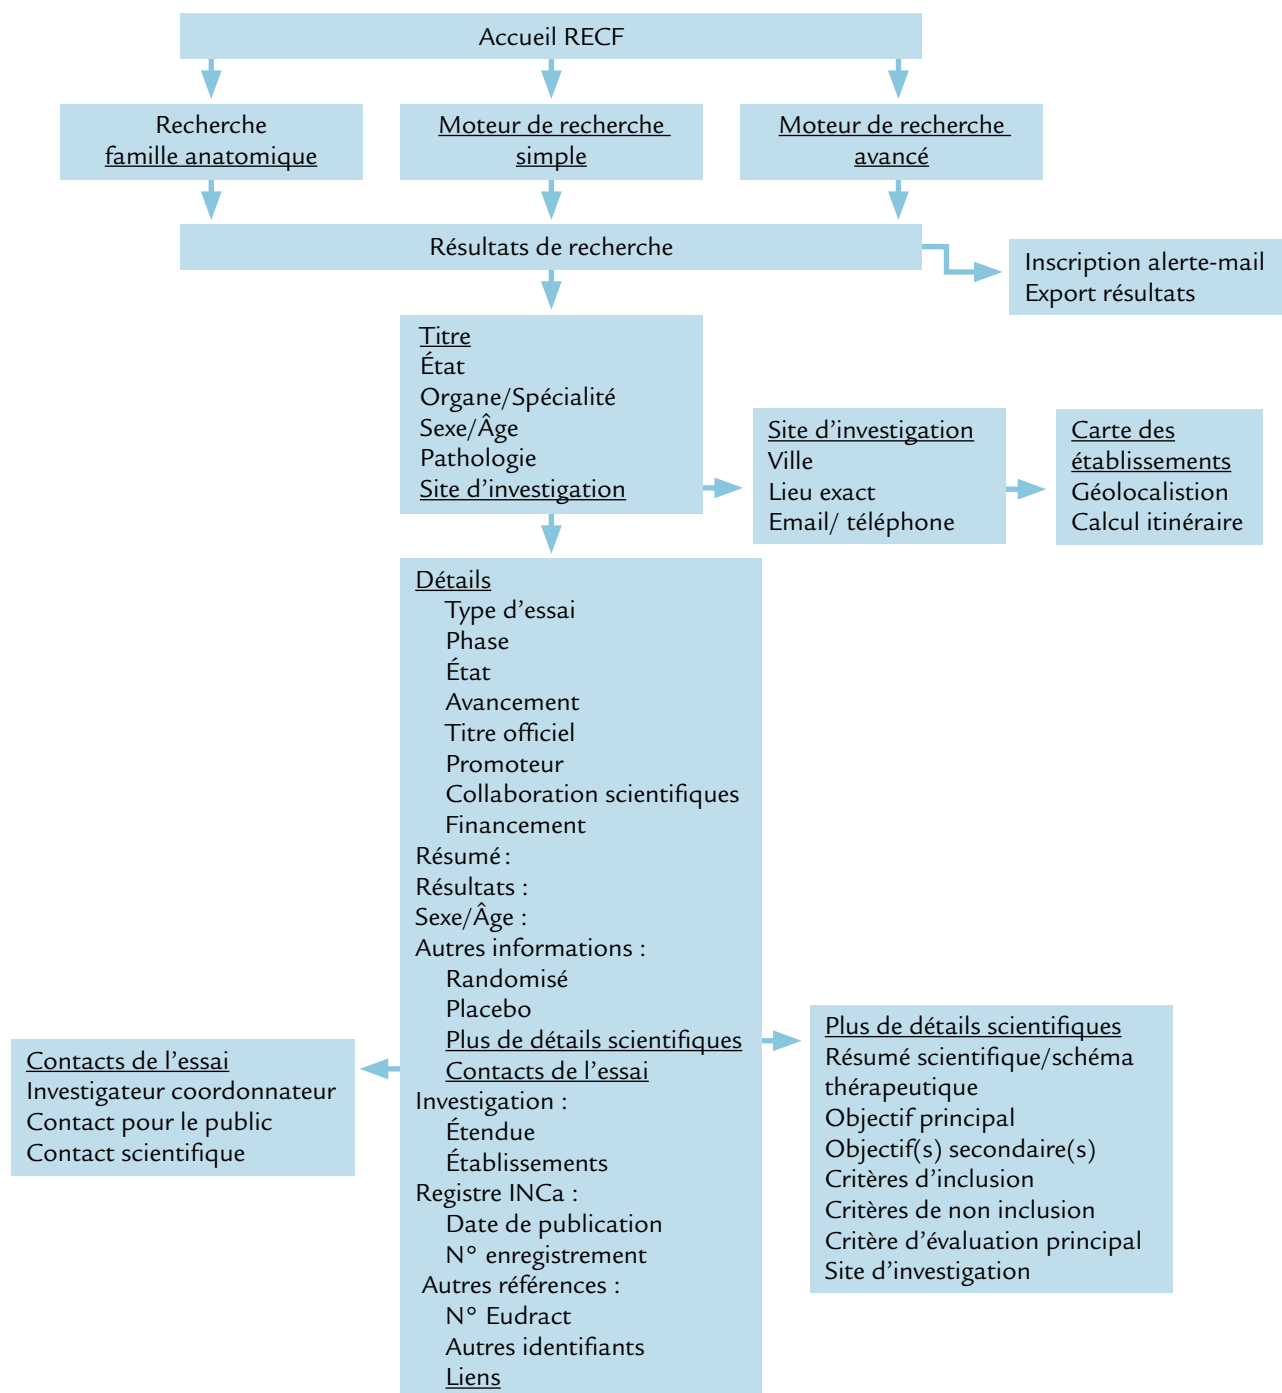 Accueil RECF
Recherche
famille anatomique
Moteur de recherche
simple
Moteur de recherche
avancé
Résultats de recherche
Inscription alerte-mail
Export résultats
Titre
État
Organe/Spécialité
Sexe/Âge
Pathologie
Site d’investigation
Site d’investigation
Ville
Lieu exact
Email/ téléphone
Carte des
établissements
Géolocalistion
Calcul itinéraire
Détails
Type d’essai
Phase
État
Avancement
Titre officiel
Promoteur
Collaboration scientifiques
Financement
Résumé :
Résultats :
Sexe/Âge :
Autres informations :
Randomisé
Placebo
Plus de détails scientifiques
Contacts de l’essai
Investigation :
Étendue
Établissements
Registre INCa :
Date de publication
N° enregistrement
Autres références :
N° Eudract
Autres identifiants
Liens
Contacts de l’essai
Investigateur coordonnateur
Contact pour le public
Contact scientifique
Plus de détails scientifiques
Résumé scientifique/schéma
thérapeutique
Objectif principal
Objectif(s) secondaire(s)
Critères d’inclusion
Critères de non inclusion
Critère d’évaluation principal
Site d’investigation